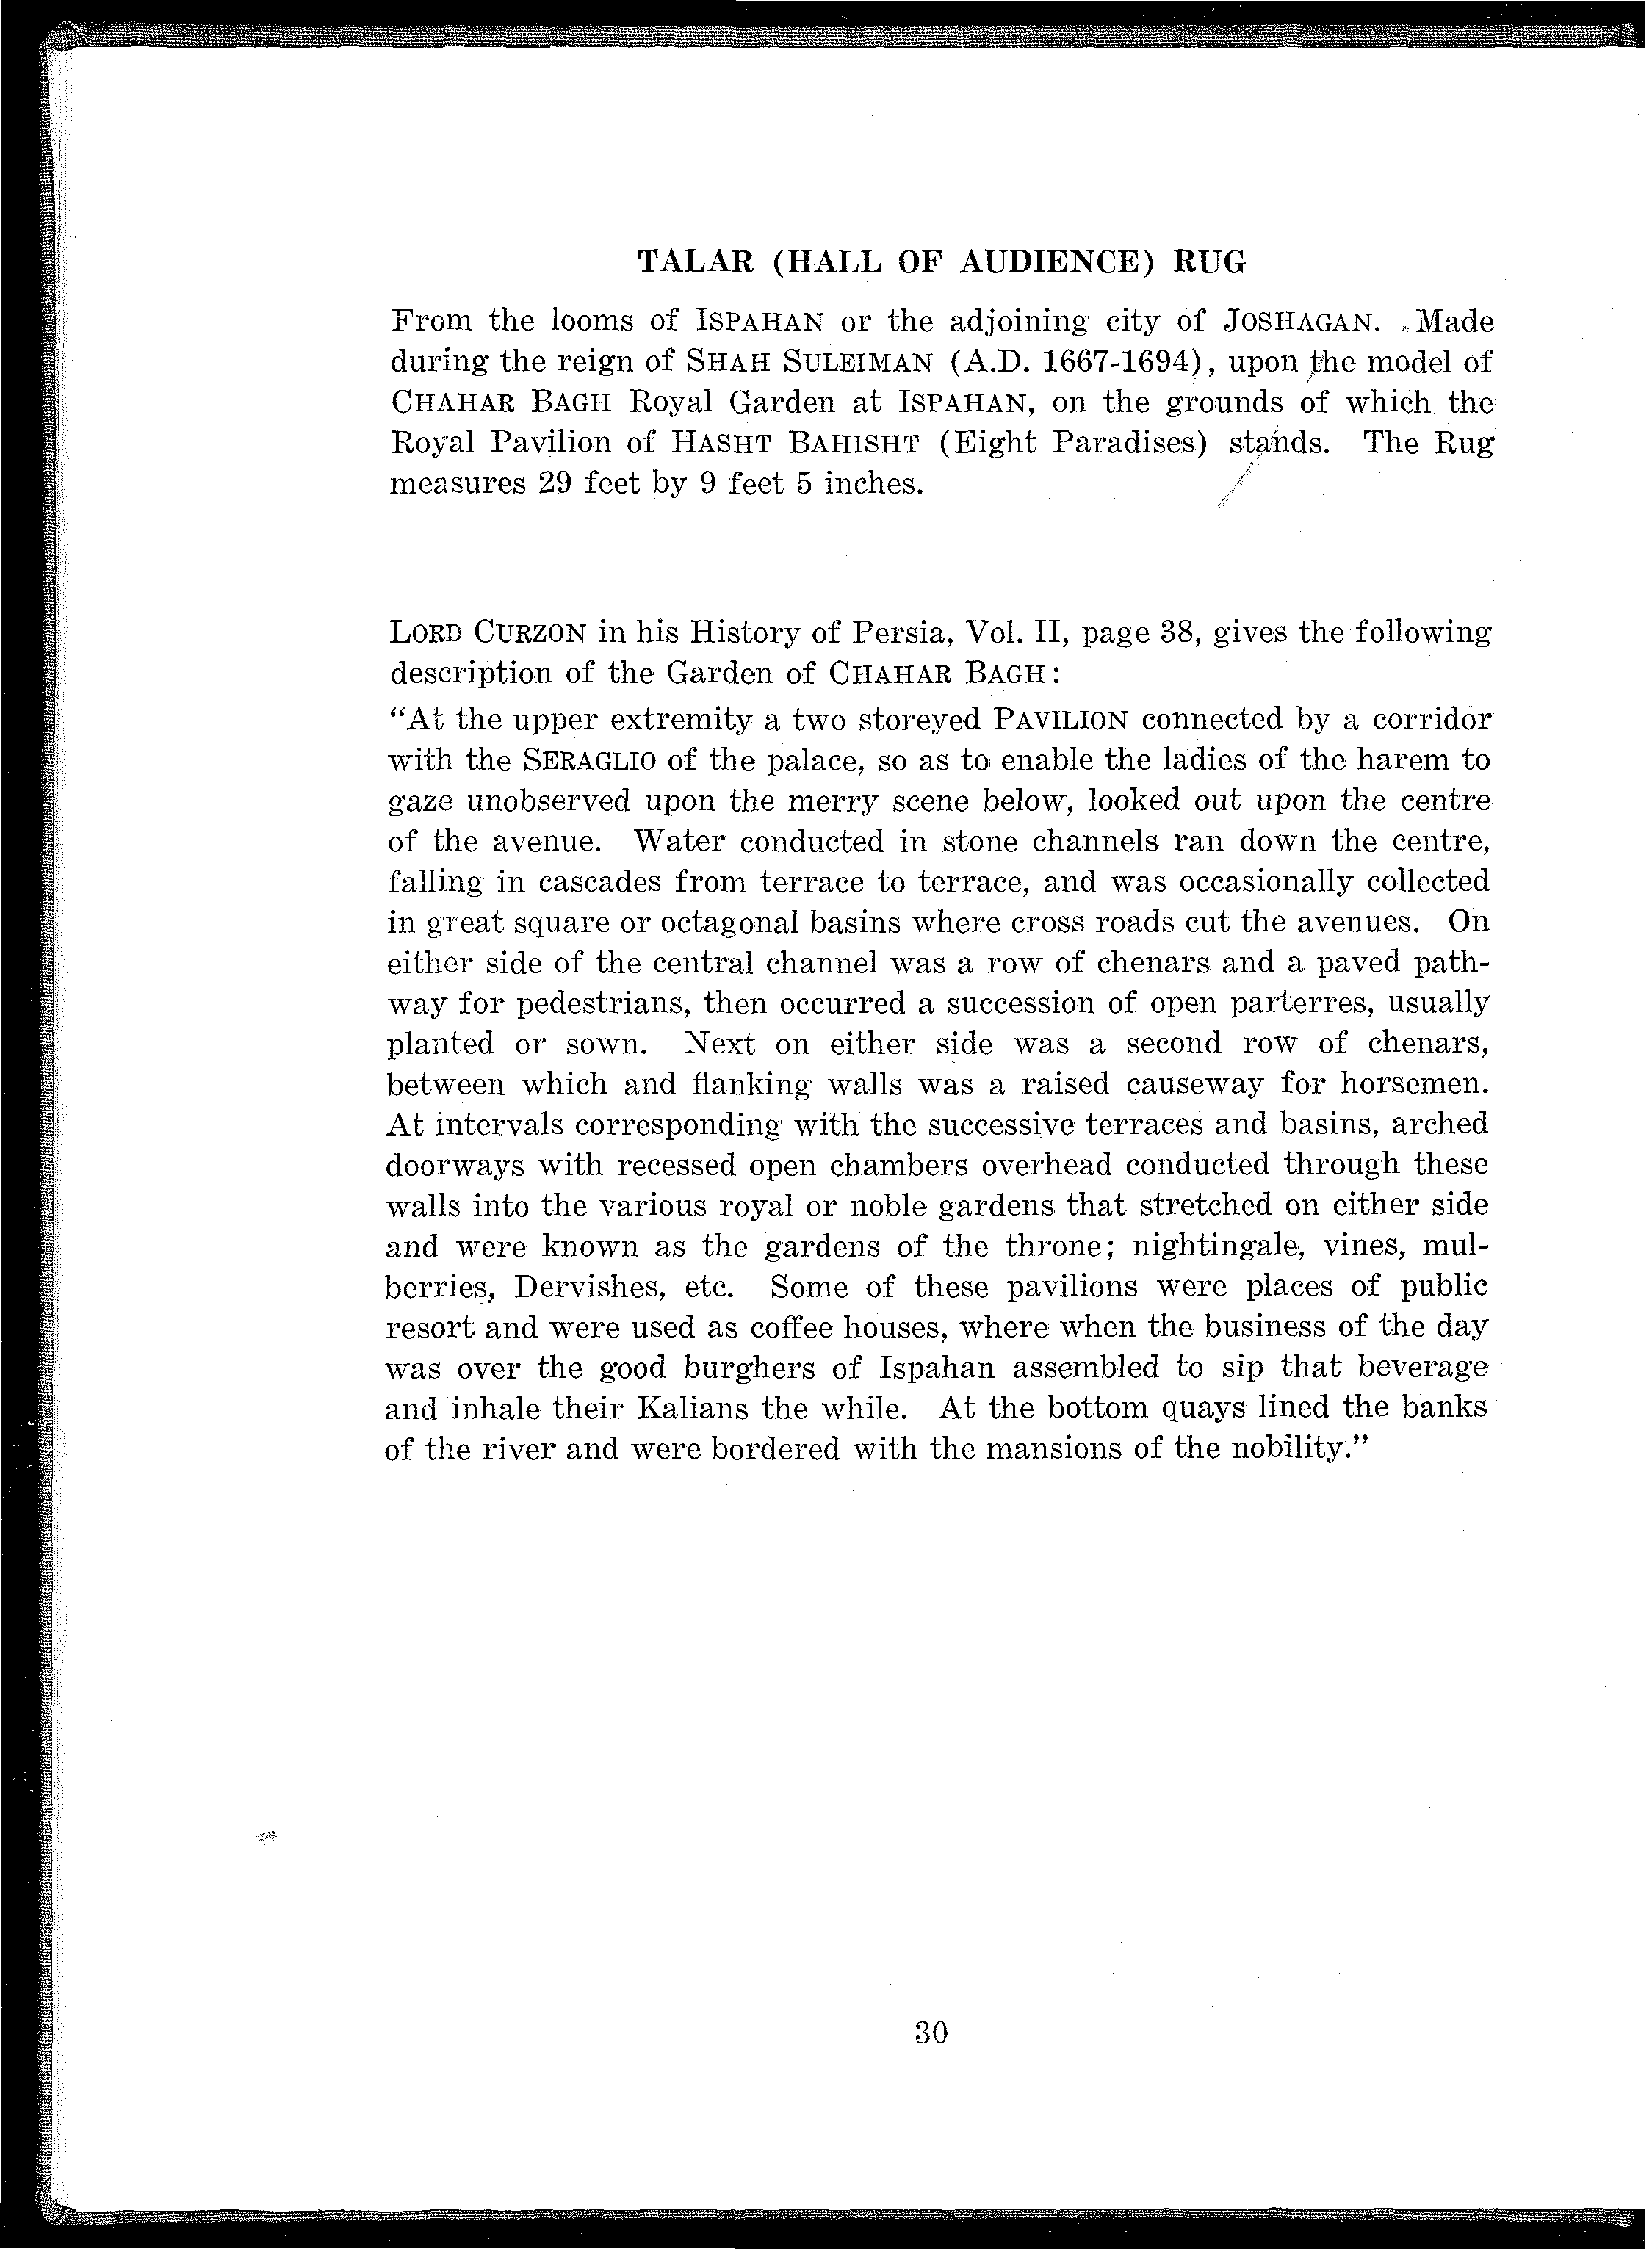 TALAR (HALL OF AUDIENCE) RUG
From the looms of ISPAHAN or the adjoining city of JOSHAGAN. Made
during the reign of SHAH SULEIMAN (A.D. 1667-1694), upon the model of
CHAHAR BAGH Royal Garden at ISPAHAN, on the grounds of which the
Royal Pavilion of HASHT BAHISHT (Eight Paradises) stands. The Rug
measures 29 feet by 9 feet 5 inches.
LORD CURZON in his History of Persia, Vol. II, page 38, gives the following
description of the Garden of CHAHAR BAGH:
"At the upper extremity a two storeyed PAVILION connected by a corridor
with the SERAGLIO of the palace, so as to enable the ladies of the harem to
gaze unobserved upon the merry scene below, looked out upon the centre
of the avenue. Water conducted in stone channels ran down the centre,
falling in cascades from terrace to terrace, and was occasionally collected
in great square or octagonal basins where cross roads cut the avenues. On
either side of the central channel was a row of chenars and a paved path-
way for pedestrians, then occurred a succession of open parterres, usually
planted or sown. Next on either side was a second row of chenars,
between which and flanking walls was a raised causeway for horsemen.
At intervals corresponding with the successive terraces and basins, arched
doorways with recessed open chambers overhead conducted through these
walls into the various royal or noble gardens that stretched on either side
and were known as the gardens of the throne; nightingale, vines, mul-
berries, Dervishes, etc. Some of these pavilions were places of public
resort and were used as coffee houses, where when the business of the day
was over the good burghers of Ispahan assembled to sip that beverage
and inhale their Kalians the while. At the bottom quays lined the banks
of the river and were bordered with the mansions of the nobility."
30